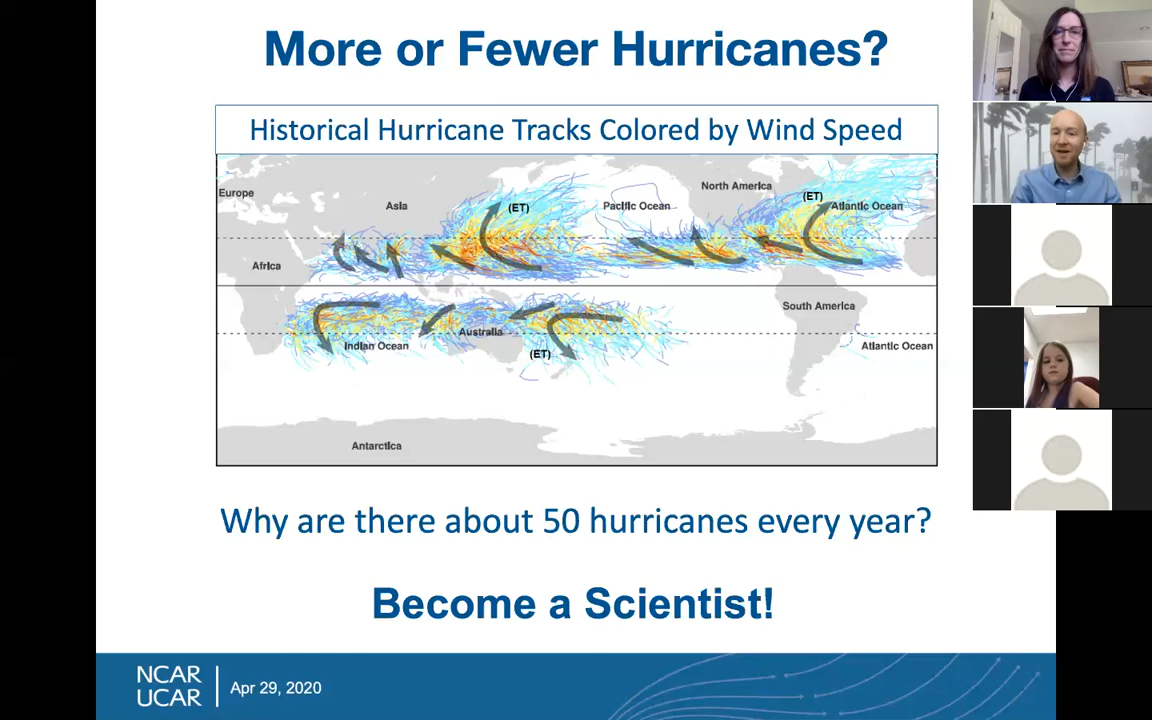 More or Fewer Hurricanes?
Historical Hurricane Tracks Colored by Wind Speed
Europe
Asia
(ET)
Pacific Ocean
North America
(ET)
Atlantic Ocean
Africa
South America
Australia
Indian Ocean
(ET)
Atlantic Ocean
Antarctica
Why are there about 50 hurricanes every year?
Become a Scientist!
NCAR
UCAR
Apr 29, 2020